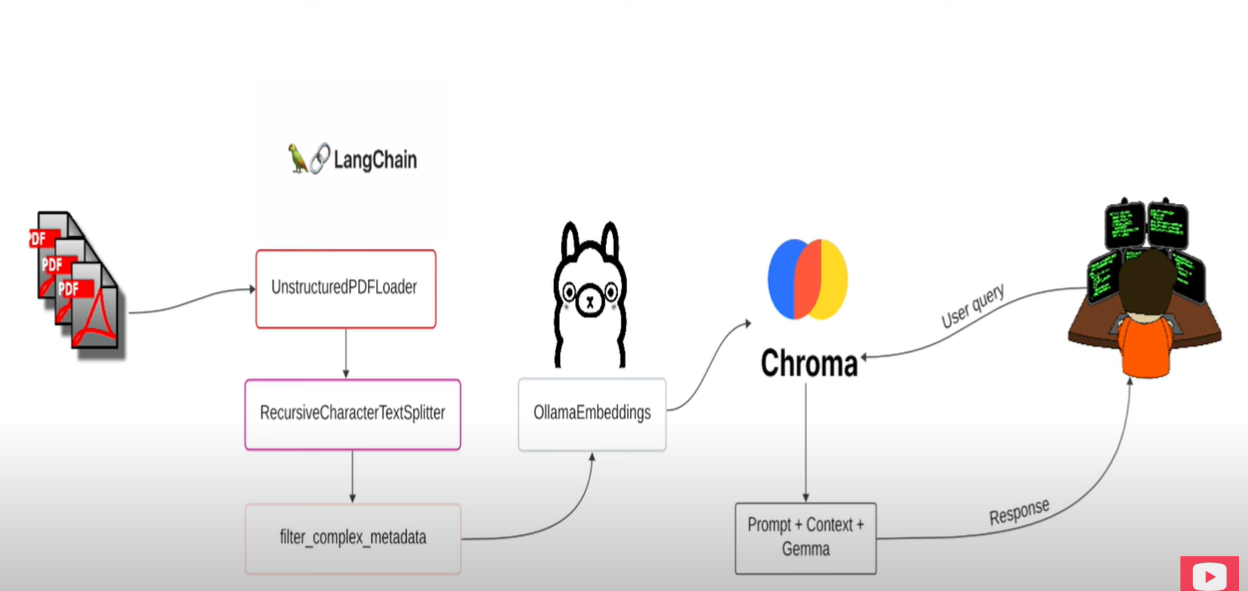 LangChain
PDF
PDF
PDF
UnstructuredPDFLoader
RecursiveCharacterTextSplitter
filter_complex_metadata
OllamaEmbeddings
Chroma
User query
Prompt + Context +
Gemma
Response